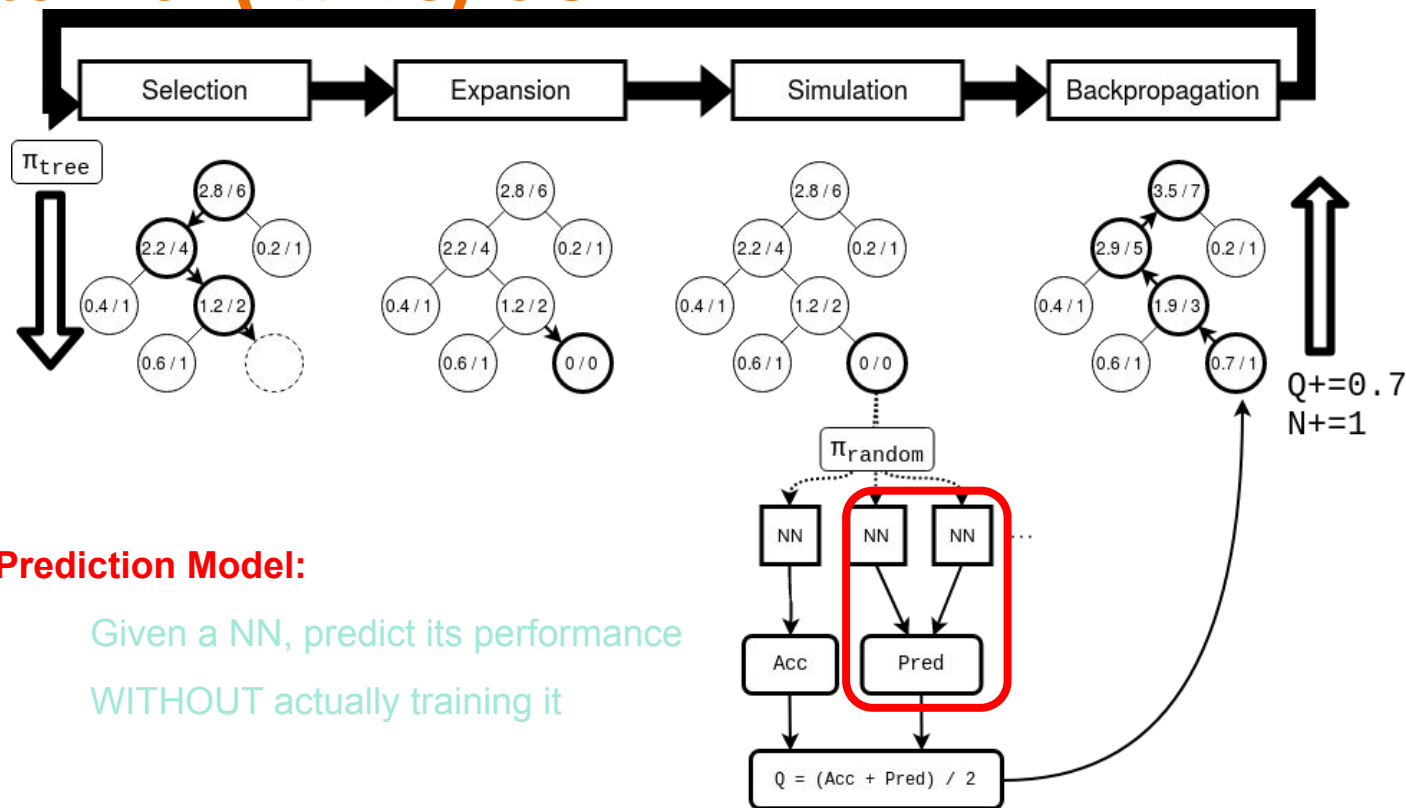 Selection
Expansion
Simulation
Backpropagation
πtree
2.8 / 6
2.2 / 4
0.2 / 1
0.4 / 1
1.2 / 2
0.6 / 1
2.8 / 6
2.2 / 4
0.2 / 1
0.4 / 1
1.2 / 2
0.6 / 1
0 / 0
2.8 / 6
2.2 / 4
0.2 / 1
0.4 / 1
1.2 / 2
0.6 / 1
0 / 0
3.5 / 7
2.9 / 5
0.2 / 1
0.4 / 1
1.9 / 3
0.6 / 1
0.7 / 1
Q+=0.7
N+=1
πrandom
NN
NN
NN
...
Acc
Pred
Q = (Acc + Pred) / 2
Prediction Model:
Given a NN, predict its performance
WITHOUT actually training it